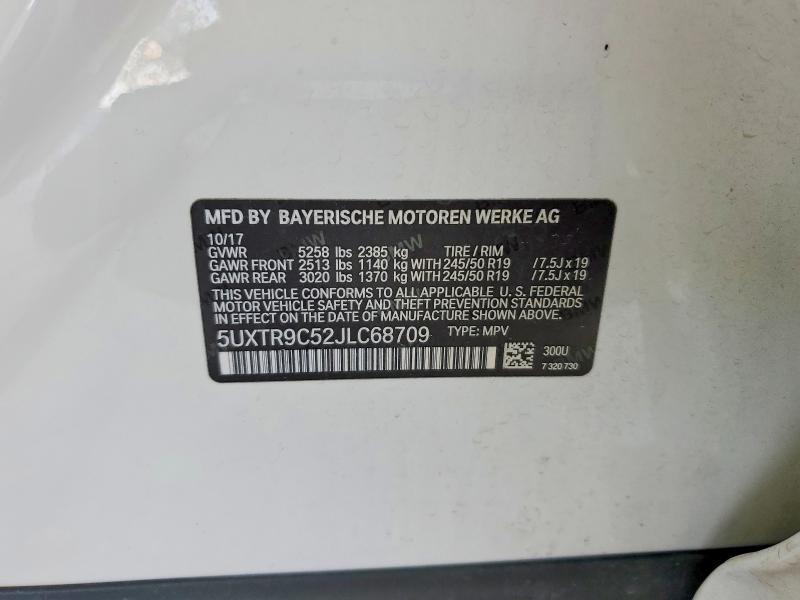 MFD BY BAYERISCHE MOTOREN WERKE AG
10/17
GVWR 5258 lbs 2385 kg TIRE / RIM
GAWR FRONT 2513 lbs 1140 kg WITH 245/50 R19 /7.5J x 19
GAWR REAR 3020 lbs 1370 kg WITH 245/50 R19 /7.5J x 19
THIS VEHICLE CONFORMS TO ALL APPLICABLE U. S. FEDERAL
MOTOR VEHICLE SAFETY AND THEFT PREVENTION STANDARDS
IN EFFECT ON THE DATE OF MANUFACTURE SHOWN ABOVE.
5UXTR9C52JLC68709 TYPE: MPV
300U
7 320 730